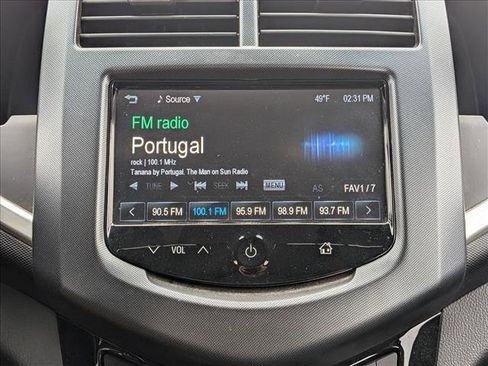 Source 49°F 02:31 PM
FM radio
Portugal
rock | 100.1 MHz
Tanana by Portugal. The Man on Sun Radio
TUNE SEEK MENU AS FAV1 / 7
90.5 FM 100.1 FM 95.9 FM 98.9 FM 93.7 FM
VOL